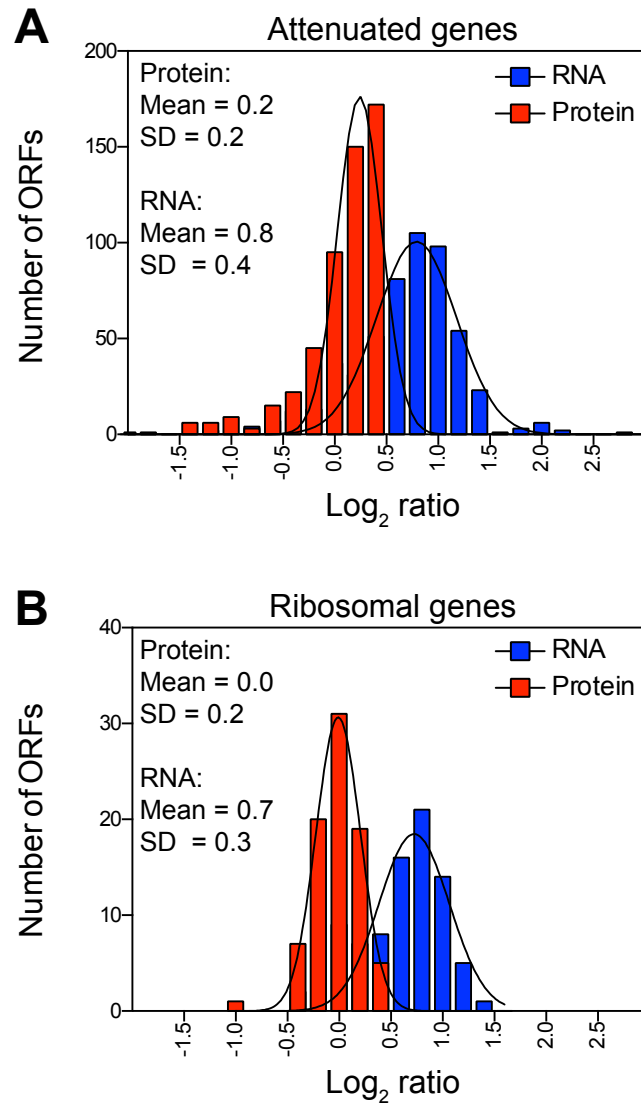 A
Attenuated genes
Protein:
Mean = 0.2
SD = 0.2
RNA:
Mean = 0.8
SD = 0.4
RNA
Protein
200
150
100
50
0
Number of ORFs
-1.5
-1.0
-0.5
0.0
0.5
1.0
1.5
2.0
2.5
Log2 ratio
B
Ribosomal genes
Protein:
Mean = 0.0
SD = 0.2
RNA:
Mean = 0.7
SD = 0.3
RNA
Protein
40
30
20
10
0
Number of ORFs
-1.5
-1.0
-0.5
0.0
0.5
1.0
1.5
2.0
2.5
Log2 ratio